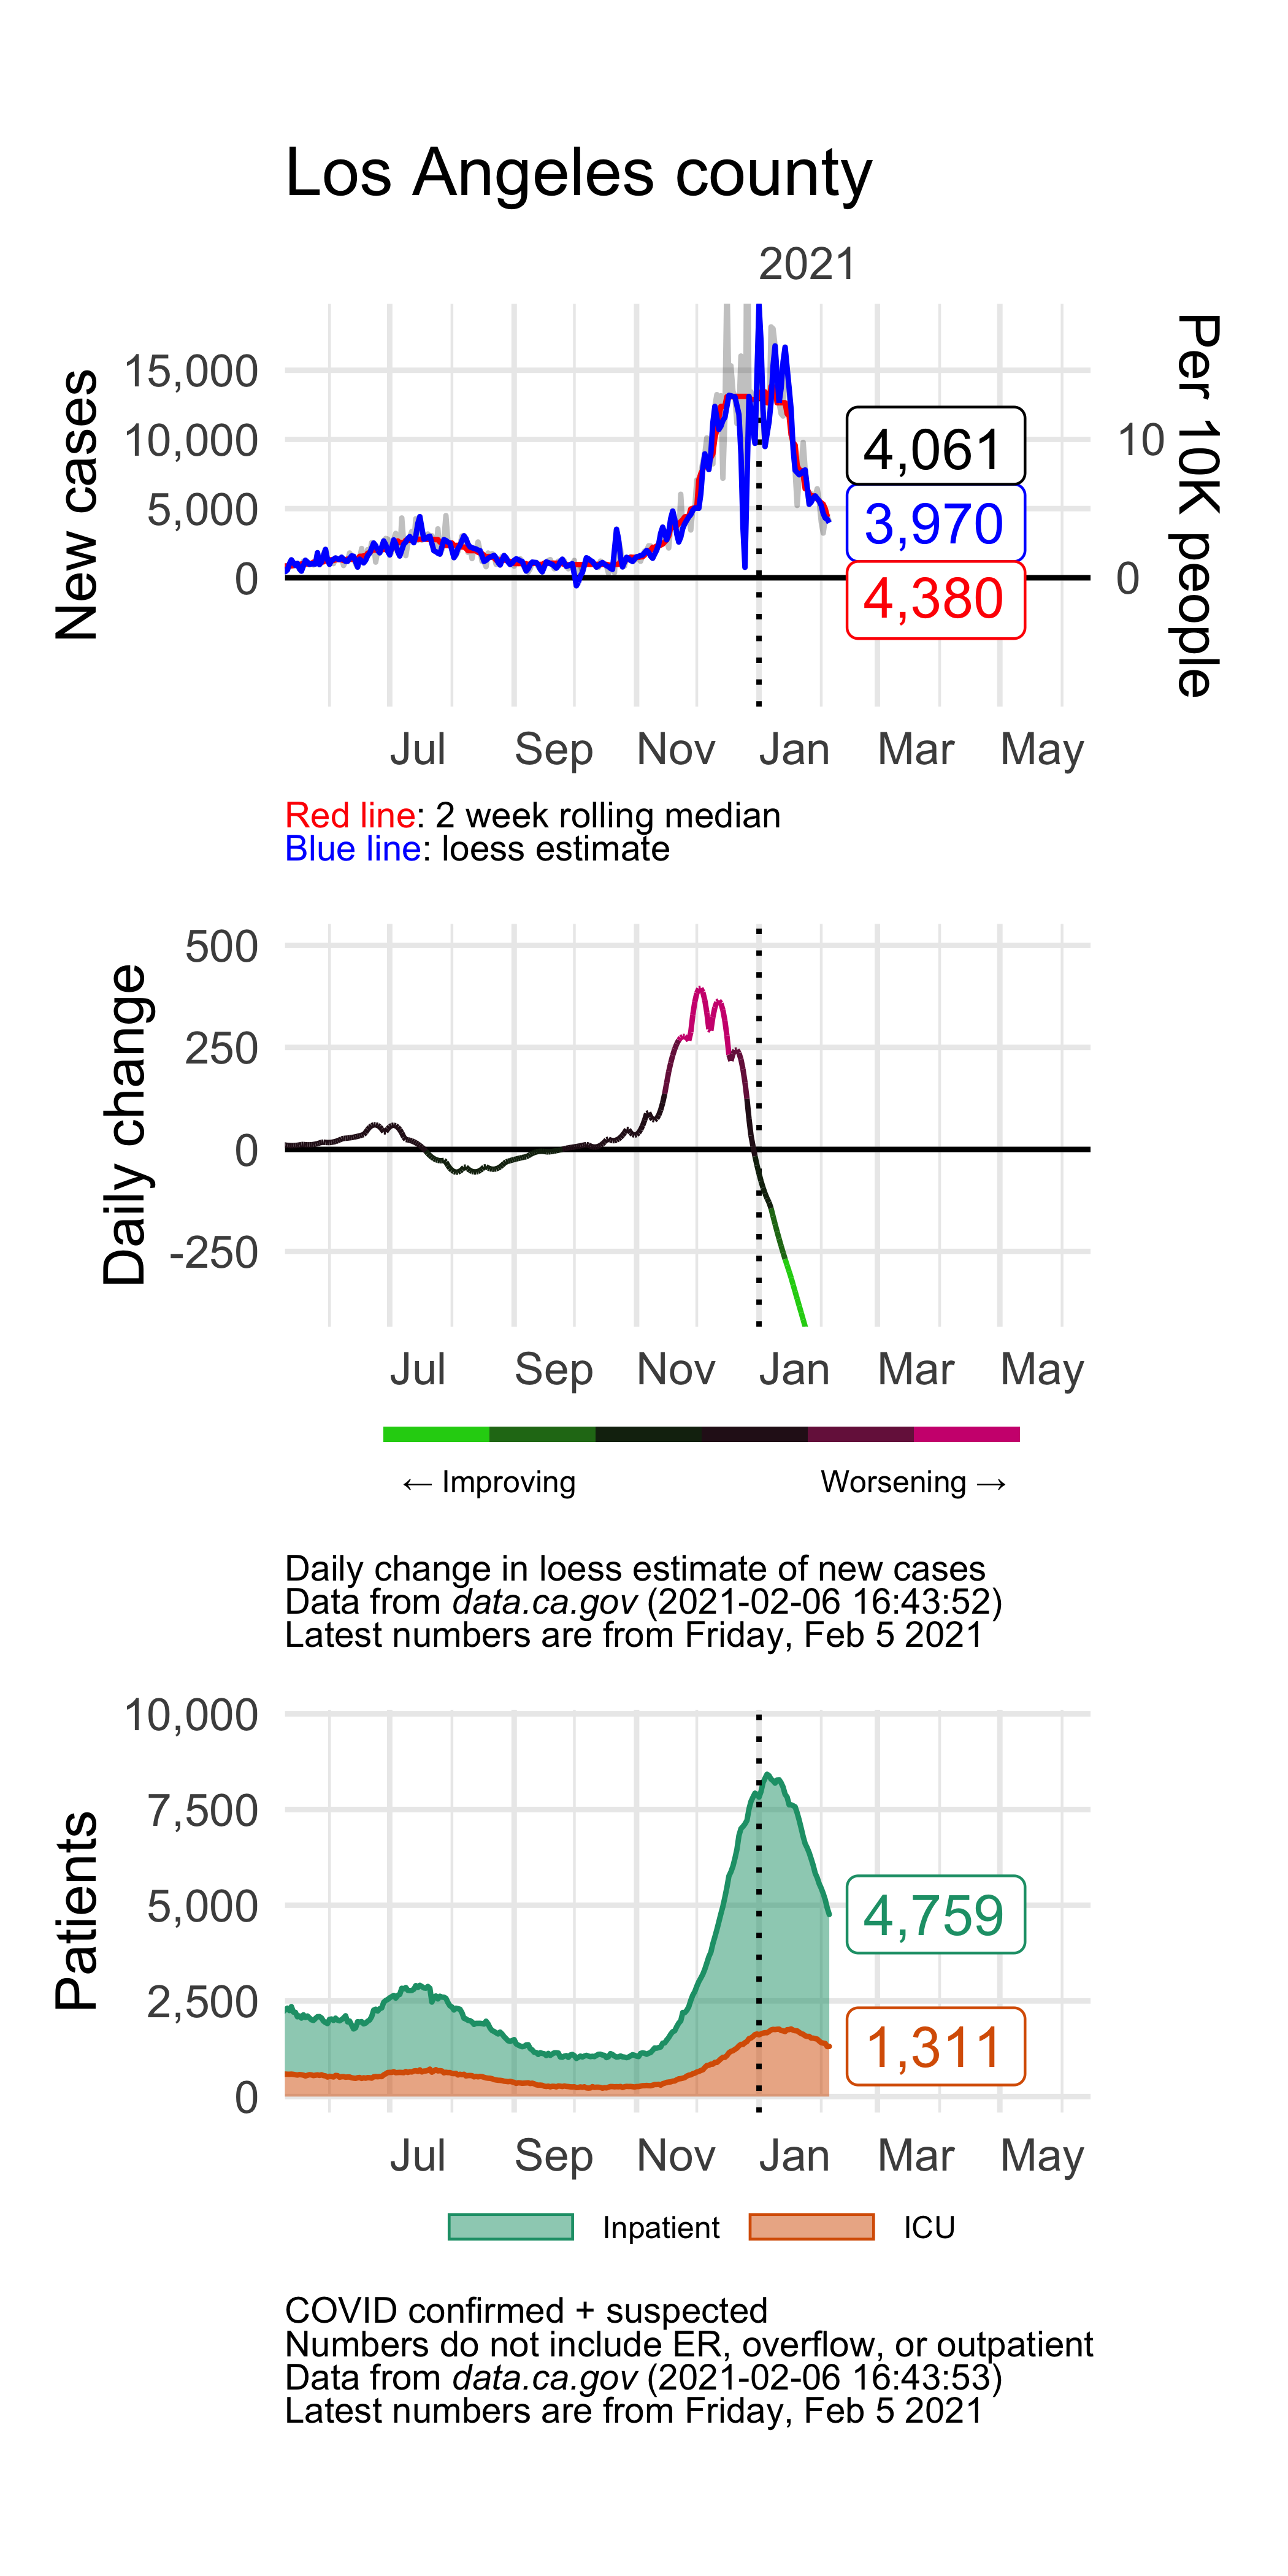 Los Angeles county
2021
New cases
15,000
10,000
5,000
0
10
0
Per 10K people
4,061
3,970
4,380
Jul Sep Nov Jan Mar May
Red line: 2 week rolling median
Blue line: loess estimate
Daily change
500
250
0
-250
Jul Sep Nov Jan Mar May
← Improving Worsening →
Daily change in loess estimate of new cases
Data from data.ca.gov (2021-02-06 16:43:52)
Latest numbers are from Friday, Feb 5 2021
Patients
10,000
7,500
5,000
2,500
0
4,759
1,311
Jul Sep Nov Jan Mar May
Inpatient ICU
COVID confirmed + suspected
Numbers do not include ER, overflow, or outpatient
Data from data.ca.gov (2021-02-06 16:43:53)
Latest numbers are from Friday, Feb 5 2021